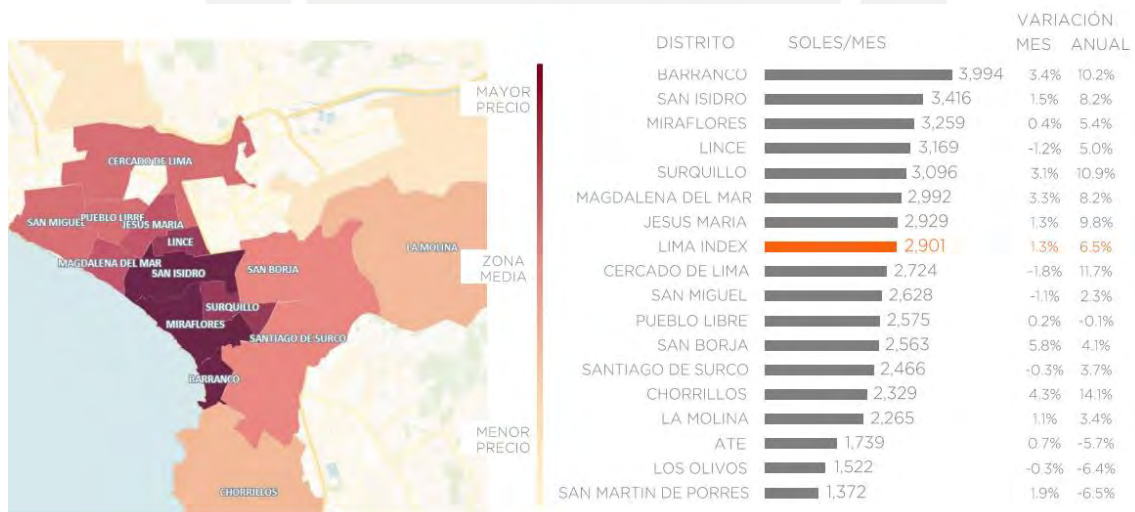 CERCADO DE LIMA
SAN MIGUEL
PUEBLO LIBRE
JESUS MARIA
LINCE
MAGDALENA DEL MAR
SAN ISIDRO
SAN BORJA
LA MOLINA
SURQUILLO
MIRAFLORES
SANTIAGO DE SURCO
BARRANCO
CHORRILLOS
MAYOR
PRECIO
ZONA
MEDIA
MENOR
PRECIO
VARIACIÓN
DISTRITO SOLES/MES MES ANUAL
BARRANCO 3,994 3.4% 10.2%
SAN ISIDRO 3,416 1.5% 8.2%
MIRAFLORES 3,259 0.4% 5.4%
LINCE 3,169 -1.2% 5.0%
SURQUILLO 3,096 3.1% 10.9%
MAGDALENA DEL MAR 2,992 3.3% 8.2%
JESUS MARIA 2,929 1.3% 9.8%
LIMA INDEX 2,901 1.3% 6.5%
CERCADO DE LIMA 2,724 -1.8% 11.7%
SAN MIGUEL 2,628 -1.1% 2.3%
PUEBLO LIBRE 2,575 0.2% -0.1%
SAN BORJA 2,563 5.8% 4.1%
SANTIAGO DE SURCO 2,466 -0.3% 3.7%
CHORRILLOS 2,329 4.3% 14.1%
LA MOLINA 2,265 1.1% 3.4%
ATE 1,739 0.7% -5.7%
LOS OLIVOS 1,522 -0.3% -6.4%
SAN MARTIN DE PORRES 1,372 1.9% -6.5%